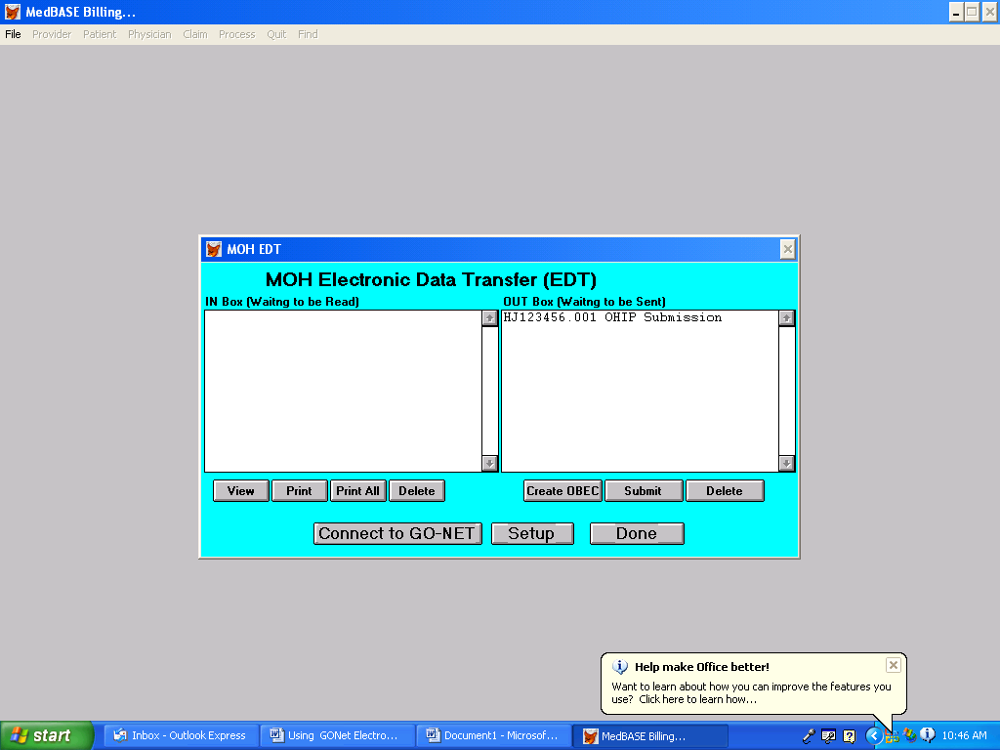 MedBASE Billing...
File Provider Patient Physician Claim Process Quit Find
MOH EDT
MOH Electronic Data Transfer (EDT)
IN Box (Waitng to be Read)
OUT Box (Waitng to be Sent)
HJ123456.001 OHIP Submission
View Print Print All Delete
Create OBEC Submit Delete
Connect to GO-NET Setup Done
Help make Office better!
Want to learn about how you can improve the features you
use? Click here to learn how...
start
Inbox - Outlook Express
Using GONet Electro...
Document1 - Microsof...
MedBASE Billing...
10:46 AM